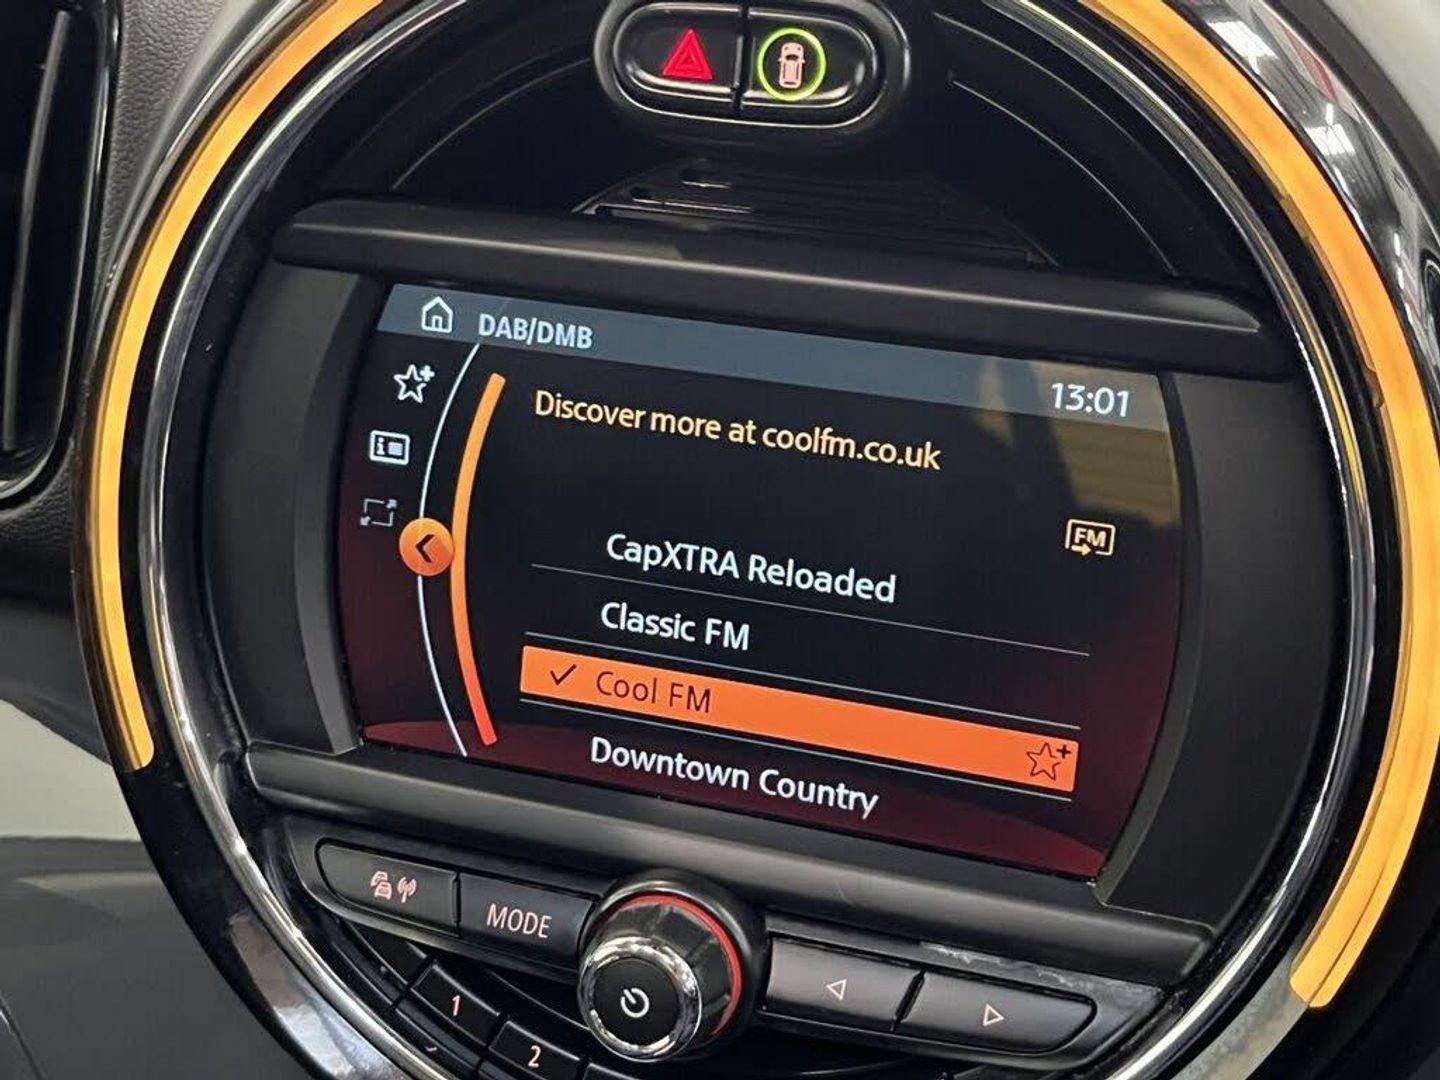 DAB/DMB
13:01
Discover more at coolfm.co.uk
FM
CapXTRA Reloaded
Classic FM
Cool FM
Downtown Country
MODE
1
2